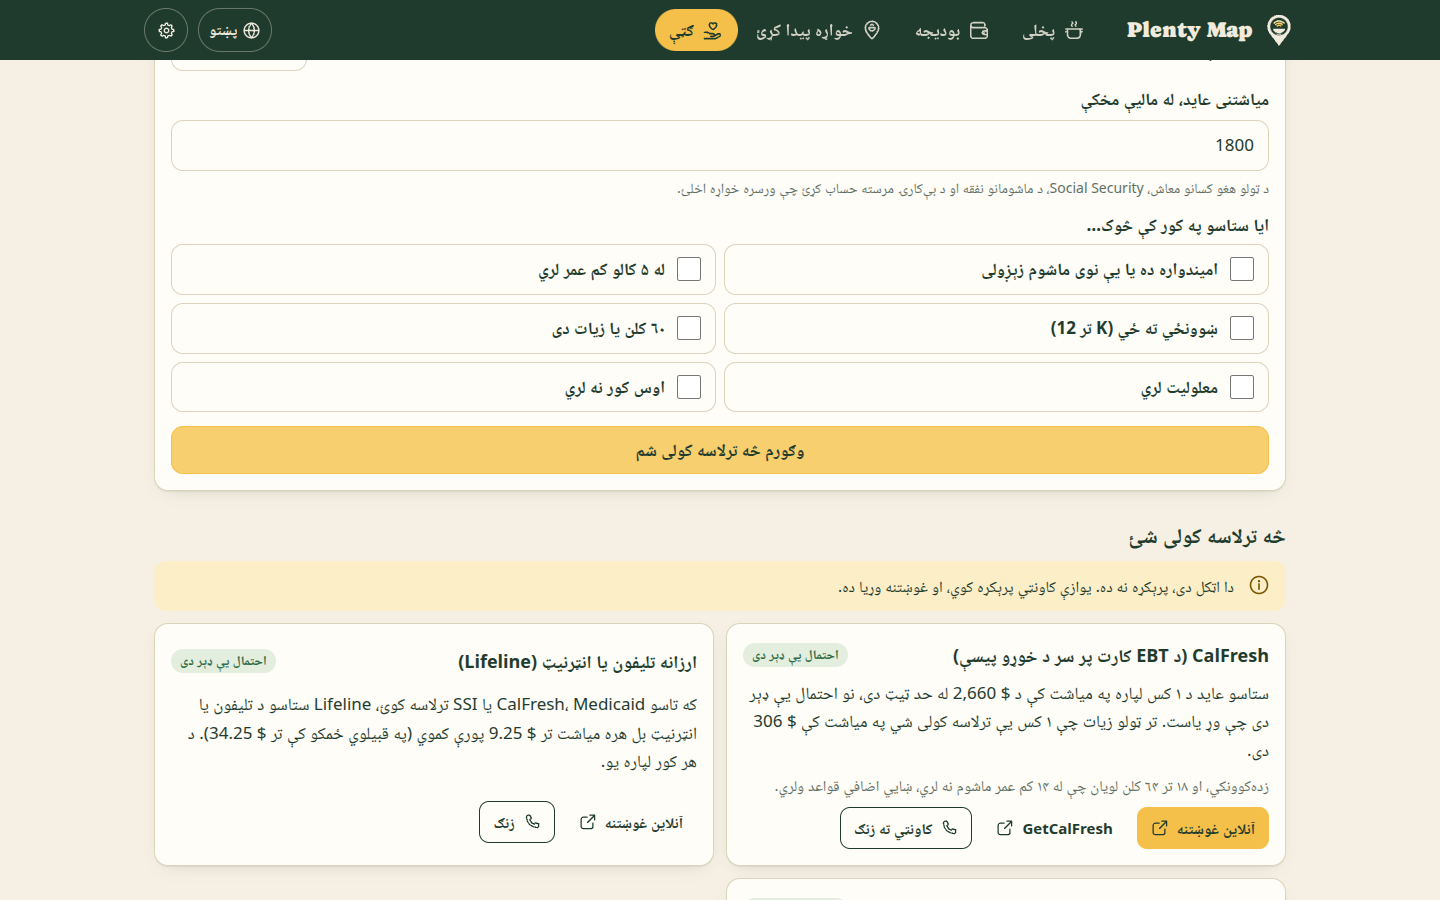 Plenty Map
پخلی
بودیجه
خواړه پیدا کړئ
ګټې
پښتو
میاشتنی عاید، له مالیې مخکې
1800
د ټولو هغو کسانو معاش، Social Security، د ماشومانو نفقه او د بې‌کارۍ مرسته حساب کړئ چې ورسره خواړه اخلئ.
ایا ستاسو په کور کې څوک...
امیندواره ده یا یې نوی ماشوم زېږولی
له ۵ کالو کم عمر لري
ښوونځي ته ځي (K تر 12)
۶۰ کلن یا زیات دی
معلولیت لري
اوس کور نه لري
وګورم څه ترلاسه کولی شم
څه ترلاسه کولی شئ
دا اټکل دی، پرېکړه نه ده. یوازې کاونټي پرېکړه کوي، او غوښتنه وړیا ده.
CalFresh (د EBT کارت پر سر د خوړو پیسې)
احتمال یې ډېر دی
ستاسو عاید د ۱ کس لپاره په میاشت کې د $ 2,660 له حد ټیټ دی، نو احتمال یې ډېر
دی چې وړ یاست. تر ټولو زیات چې ۱ کس یې ترلاسه کولی شي په میاشت کې $ 306
دی.
زده‌کوونکي، او ۱۸ تر ۶۴ کلن لویان چې له ۱۴ کم عمر ماشوم نه لري، ښایي اضافي قواعد ولري.
آنلاین غوښتنه
GetCalFresh
کاونټي ته زنګ
ارزانه تلیفون یا انټرنیټ (Lifeline)
احتمال یې ډېر دی
که تاسو CalFresh، Medicaid یا SSI ترلاسه کوئ، Lifeline ستاسو د تلیفون یا
انټرنیټ بل هره میاشت تر $ 9.25 پورې کموي (په قبیلوي ځمکو کې تر $ 34.25). د
هر کور لپاره یو.
آنلاین غوښتنه
زنګ